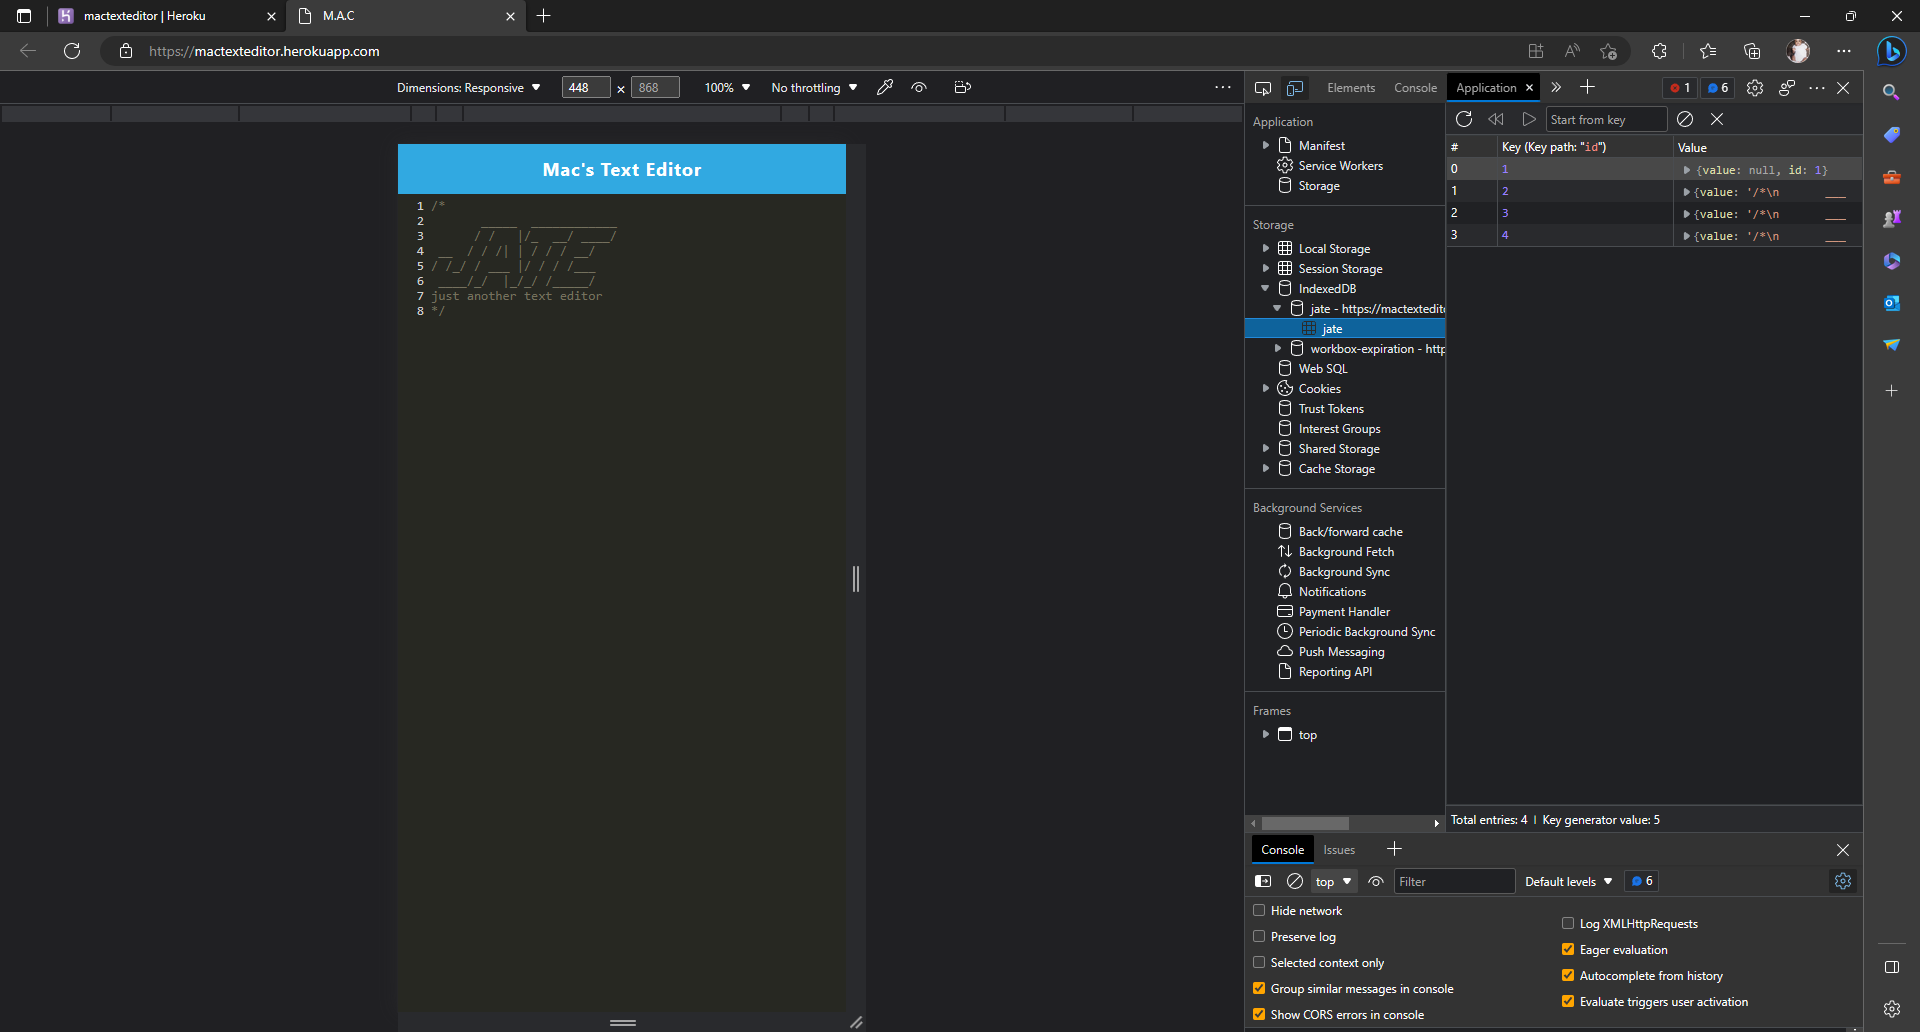 mactexteditor | Heroku
M.A.C
https://mactexteditor.herokuapp.com
Dimensions: Responsive 448 × 868 100% No throttling
Elements Console Application 1 6
Start from key
Mac's Text Editor
1 /*
2
3
4
5
6
7 just another text editor
8 */
Application
Manifest
Service Workers
Storage
Storage
Local Storage
Session Storage
IndexedDB
jate - https://mactextedit
jate
workbox-expiration - http
Web SQL
Cookies
Trust Tokens
Interest Groups
Shared Storage
Cache Storage
Background Services
Back/forward cache
Background Fetch
Background Sync
Notifications
Payment Handler
Periodic Background Sync
Push Messaging
Reporting API
Frames
top
# Key (Key path: "id") Value
0 1 {value: null, id: 1}
1 2 {value: '/*\n ___
2 3 {value: '/*\n ___
3 4 {value: '/*\n ___
Total entries: 4 | Key generator value: 5
Console Issues
top Filter Default levels 6
Hide network
Preserve log
Selected context only
Group similar messages in console
Show CORS errors in console
Log XMLHttpRequests
Eager evaluation
Autocomplete from history
Evaluate triggers user activation